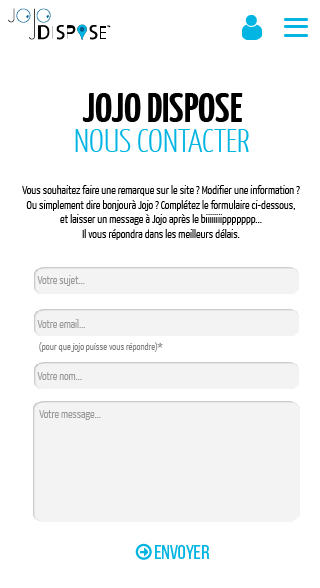 JOJO
DISPOSE
JOJO DISPOSE
NOUS CONTACTER
Vous souhaitez faire une remarque sur le site ? Modifier une information ?
Ou simplement dire bonjourà Jojo ? Complétez le formulaire ci-dessous,
et laisser un message à Jojo après le biiiiiiiippppppp...
Il vous répondra dans les meilleurs délais.
Votre sujet...
Votre email...
(pour que jojo puisse vous répondre)*
Votre nom...
Votre message...
ENVOYER